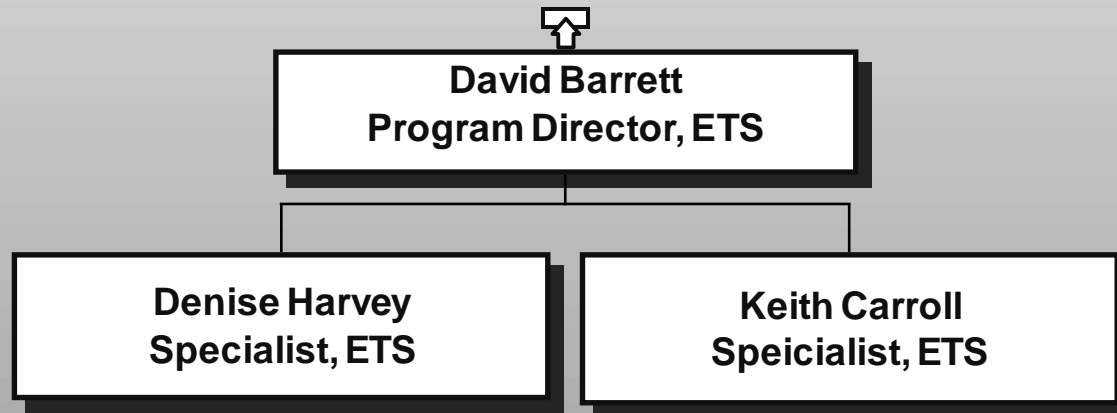 David Barrett
Program Director, ETS
Denise Harvey
Specialist, ETS
Keith Carroll
Speicialist, ETS